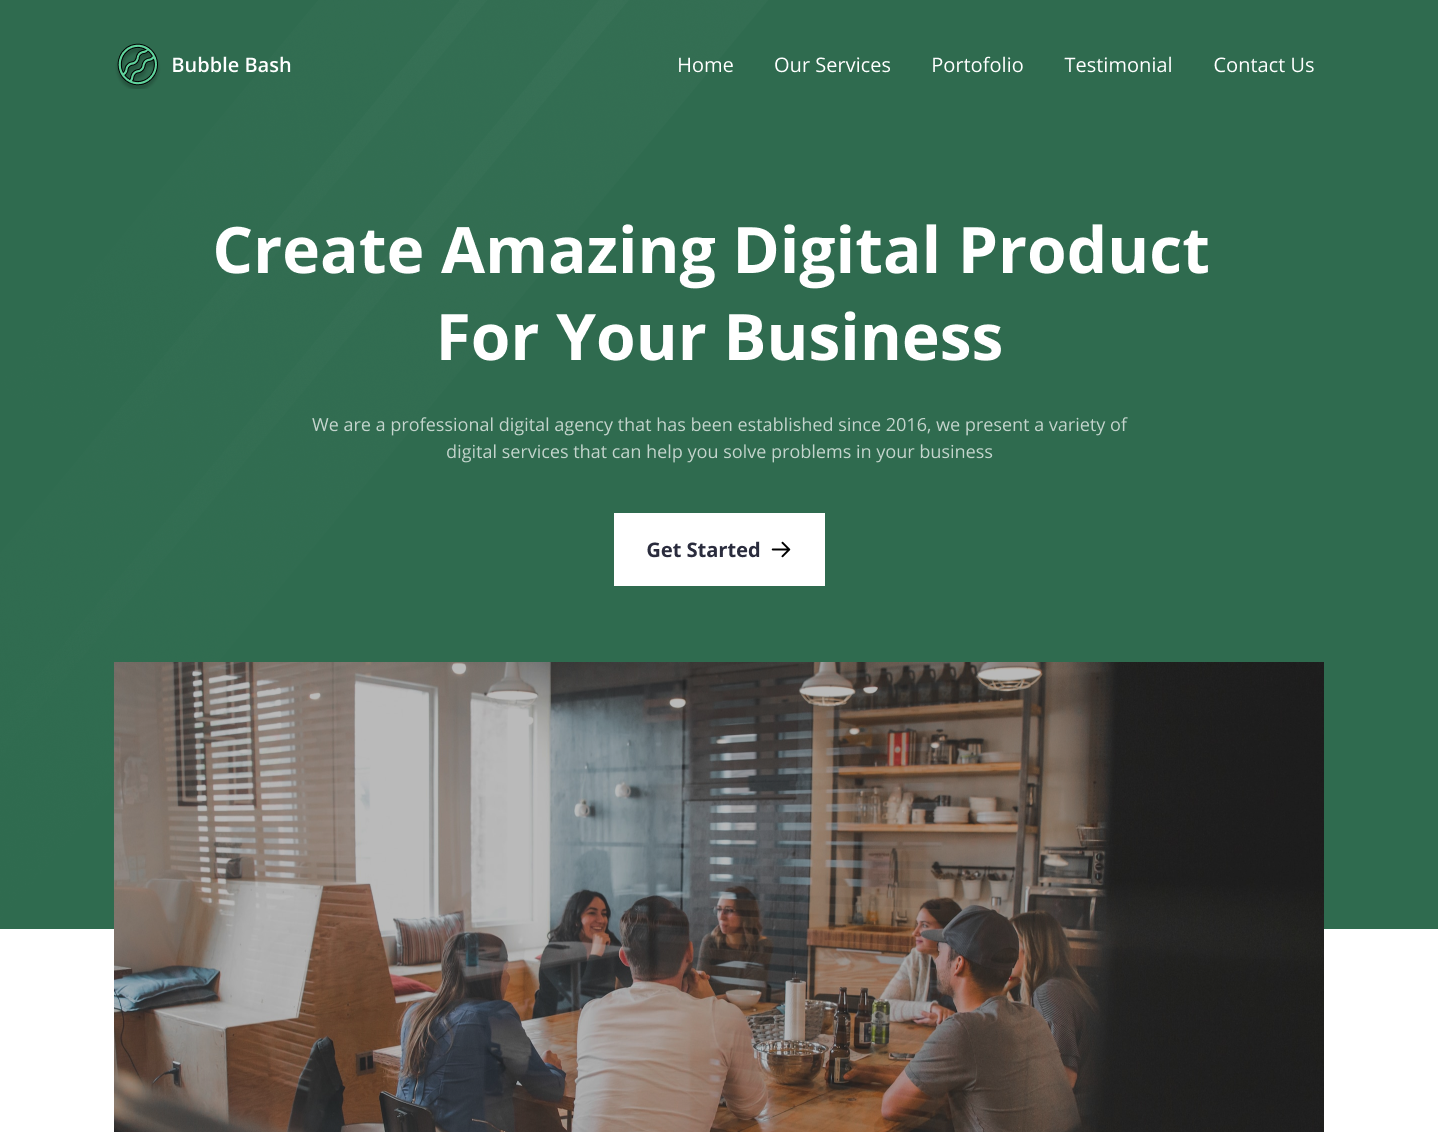 Bubble Bash
Home Our Services Portofolio Testimonial Contact Us
Create Amazing Digital Product
For Your Business
We are a professional digital agency that has been established since 2016, we present a variety of
digital services that can help you solve problems in your business
Get Started